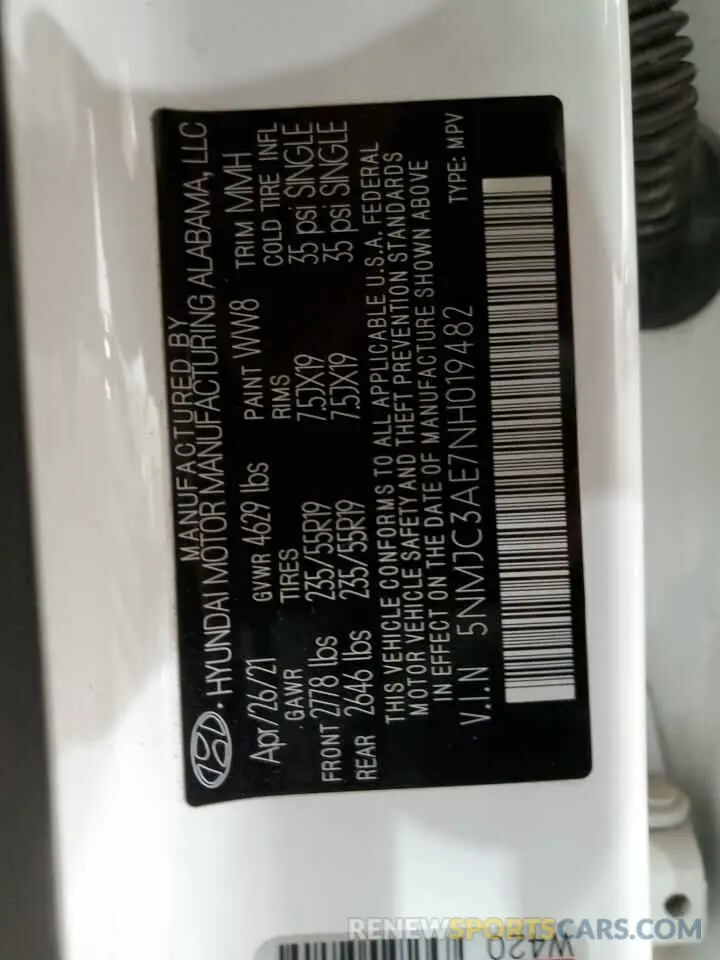 MANUFACTURED BY
HYUNDAI MOTOR MANUFACTURING ALABAMA, LLC
Apr/26/21 GVWR 4629 lbs PAINT WW8 TRIM MMH
GAWR TIRES RIMS COLD TIRE INFL
FRONT 2778 lbs 235/55R19 7.5JX19 35 psi SINGLE
REAR 2646 lbs 235/55R19 7.5JX19 35 psi SINGLE
THIS VEHICLE CONFORMS TO ALL APPLICABLE U.S.A. FEDERAL
MOTOR VEHICLE SAFETY AND THEFT PREVENTION STANDARDS
IN EFFECT ON THE DATE OF MANUFACTURE SHOWN ABOVE
V.I.N 5NMJC3AE7NH019482 TYPE: MPV
W420
RENEWSPORTSCARS.COM